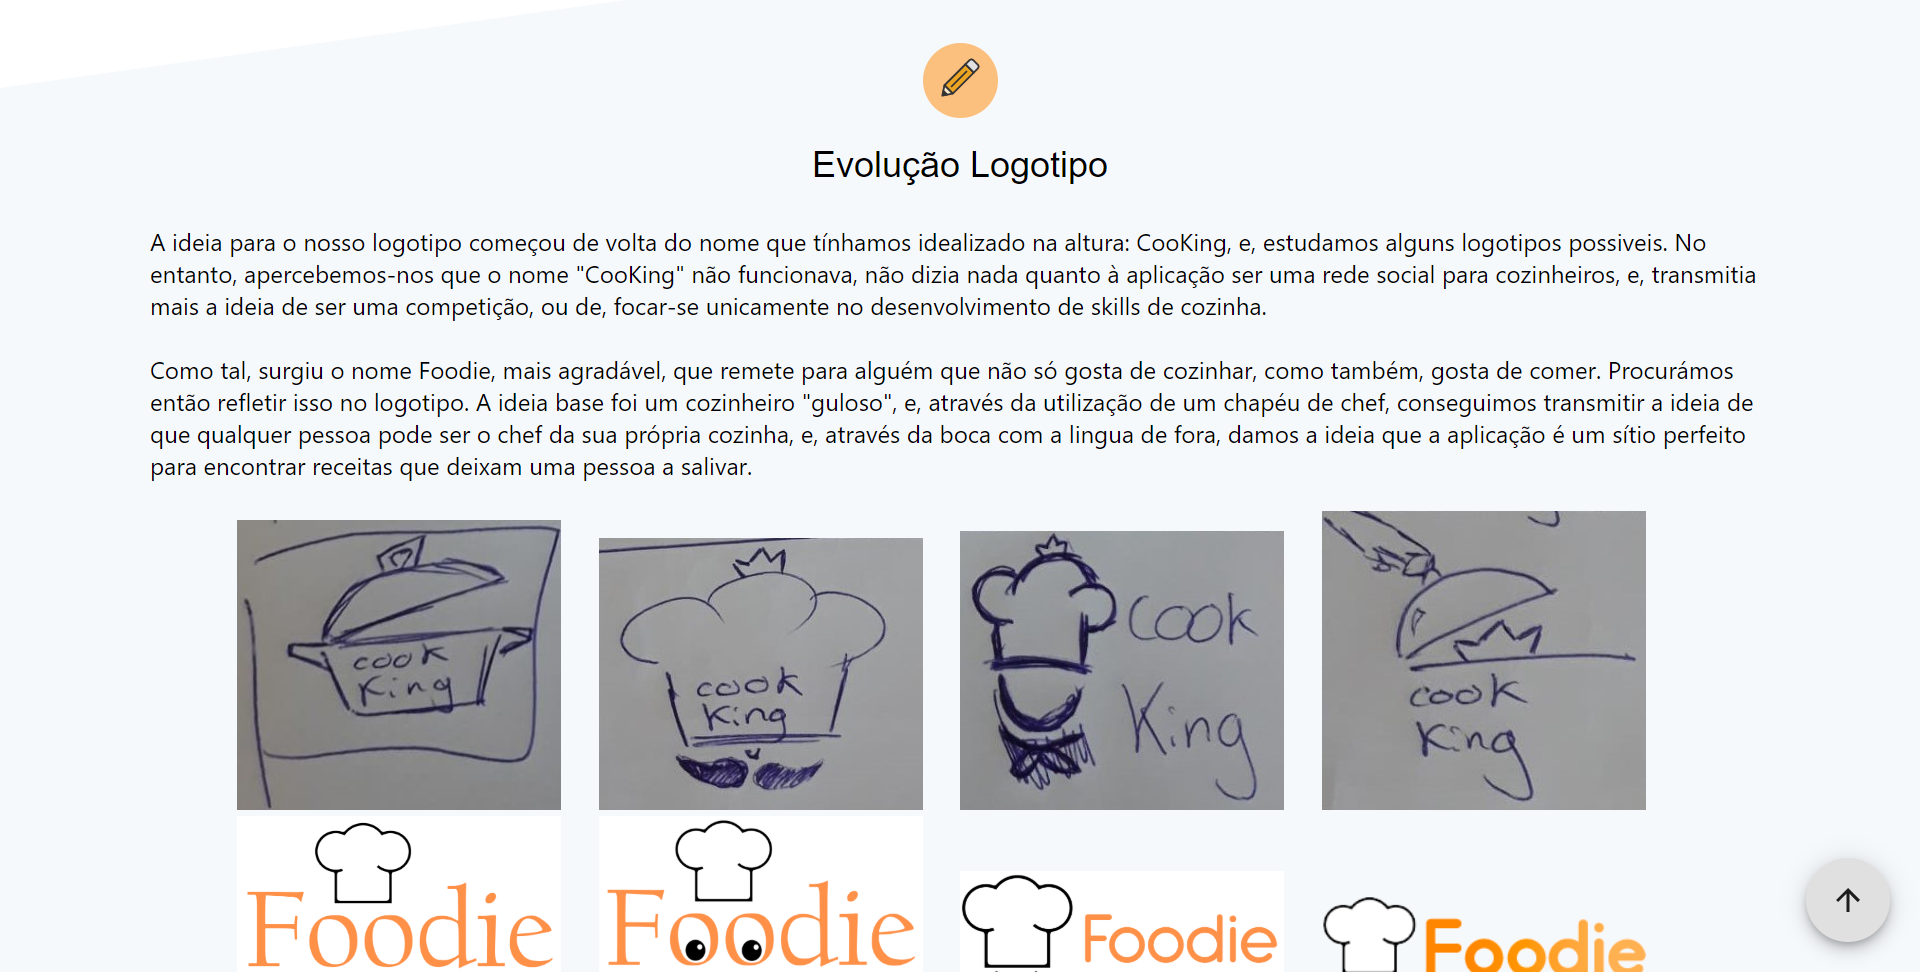 Evolução Logotipo
A ideia para o nosso logotipo começou de volta do nome que tínhamos idealizado na altura: CooKing, e, estudamos alguns logotipos possiveis. No
entanto, apercebemos-nos que o nome "CooKing" não funcionava, não dizia nada quanto à aplicação ser uma rede social para cozinheiros, e, transmitia
mais a ideia de ser uma competição, ou de, focar-se unicamente no desenvolvimento de skills de cozinha.
Como tal, surgiu o nome Foodie, mais agradável, que remete para alguém que não só gosta de cozinhar, como também, gosta de comer. Procurámos
então refletir isso no logotipo. A ideia base foi um cozinheiro "guloso", e, através da utilização de um chapéu de chef, conseguimos transmitir a ideia de
que qualquer pessoa pode ser o chef da sua própria cozinha, e, através da boca com a lingua de fora, damos a ideia que a aplicação é um sítio perfeito
para encontrar receitas que deixam uma pessoa a salivar.
cook
King
cook
King
cook
King
cook
King
Foodie
Foodie
Foodie
Foodie